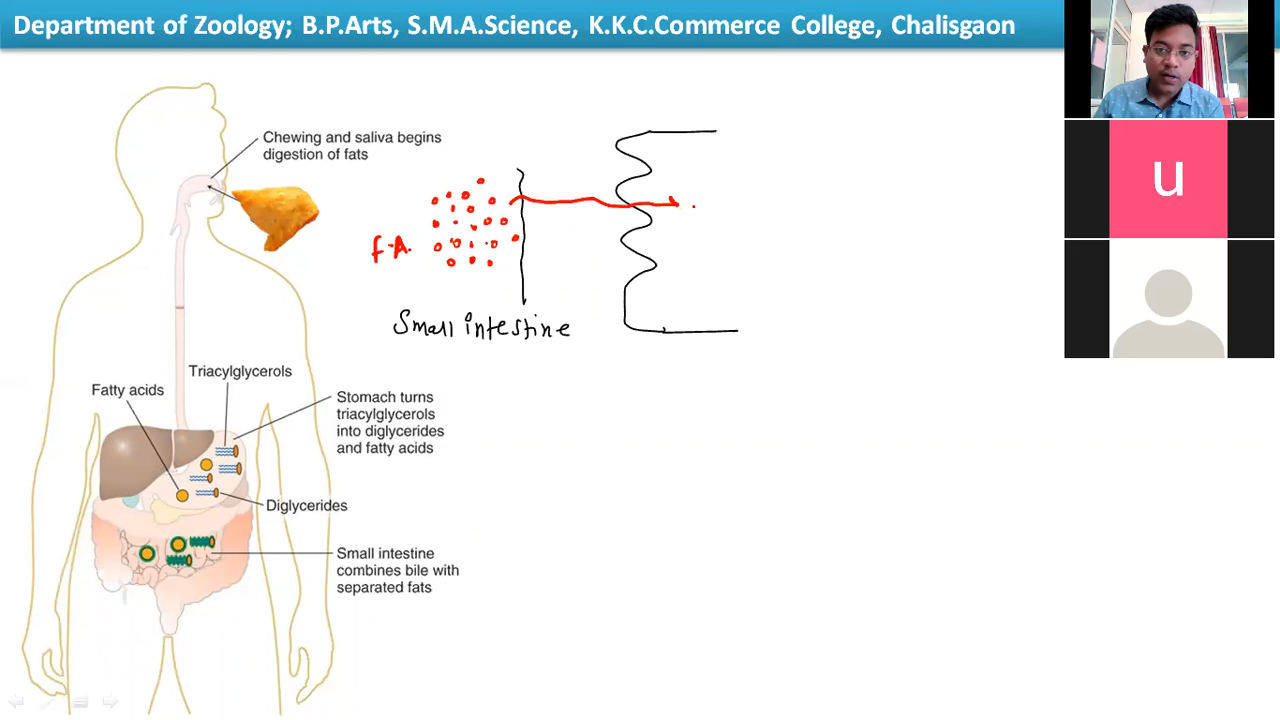 Department of Zoology; B.P.Arts, S.M.A.Science, K.K.C.Commerce College, Chalisgaon
Chewing and saliva begins
digestion of fats
F.A.
Small intestine
Triacylglycerols
Fatty acids
Stomach turns
triacylglycerols
into diglycerides
and fatty acids
Diglycerides
Small intestine
combines bile with
separated fats
u